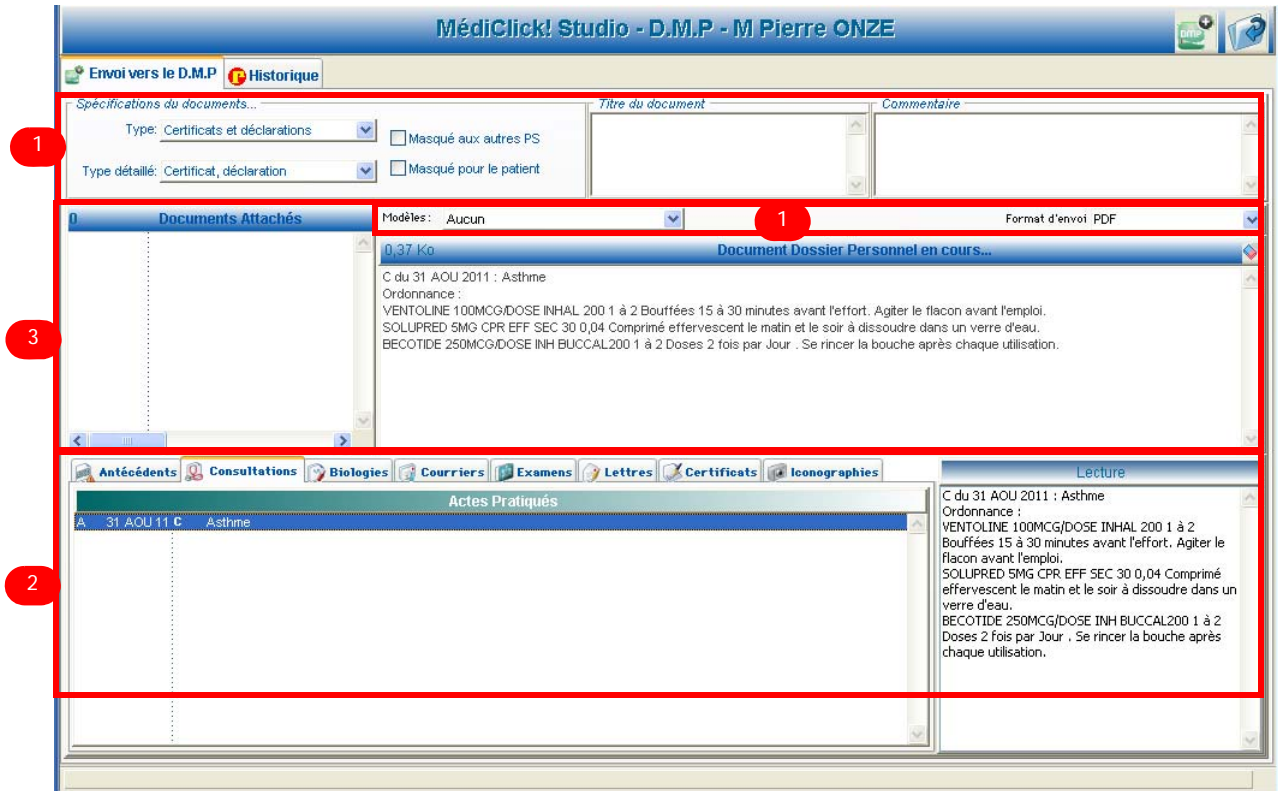 MédiClick! Studio - D.M.P - M Pierre ONZE
DMP
Envoi vers le D.M.P
Historique
Spécifications du documents...
Titre du document
Commentaire
1
Type: Certificats et déclarations
Masqué aux autres PS
Type détaillé: Certificat, déclaration
Masqué pour le patient
0 Documents Attachés
Modèles: Aucun
1
Format d'envoi PDF
0,37 Ko Document Dossier Personnel en cours...
C du 31 AOU 2011 : Asthme
Ordonnance :
VENTOLINE 100MCG/DOSE INHAL 200 1 à 2 Bouffées 15 à 30 minutes avant l'effort. Agiter le flacon avant l'emploi.
SOLUPRED 5MG CPR EFF SEC 30 0,04 Comprimé effervescent le matin et le soir à dissoudre dans un verre d'eau.
BECOTIDE 250MCG/DOSE INH BUCCAL200 1 à 2 Doses 2 fois par Jour . Se rincer la bouche après chaque utilisation.
3
Antécédents Consultations Biologies Courriers Examens Lettres Certificats Iconographies
Actes Pratiqués
A 31 AOU 11 C Asthme
2
Lecture
C du 31 AOU 2011 : Asthme
Ordonnance :
VENTOLINE 100MCG/DOSE INHAL 200 1 à 2
Bouffées 15 à 30 minutes avant l'effort. Agiter le
flacon avant l'emploi.
SOLUPRED 5MG CPR EFF SEC 30 0,04 Comprimé
effervescent le matin et le soir à dissoudre dans un
verre d'eau.
BECOTIDE 250MCG/DOSE INH BUCCAL200 1 à 2
Doses 2 fois par Jour . Se rincer la bouche après
chaque utilisation.